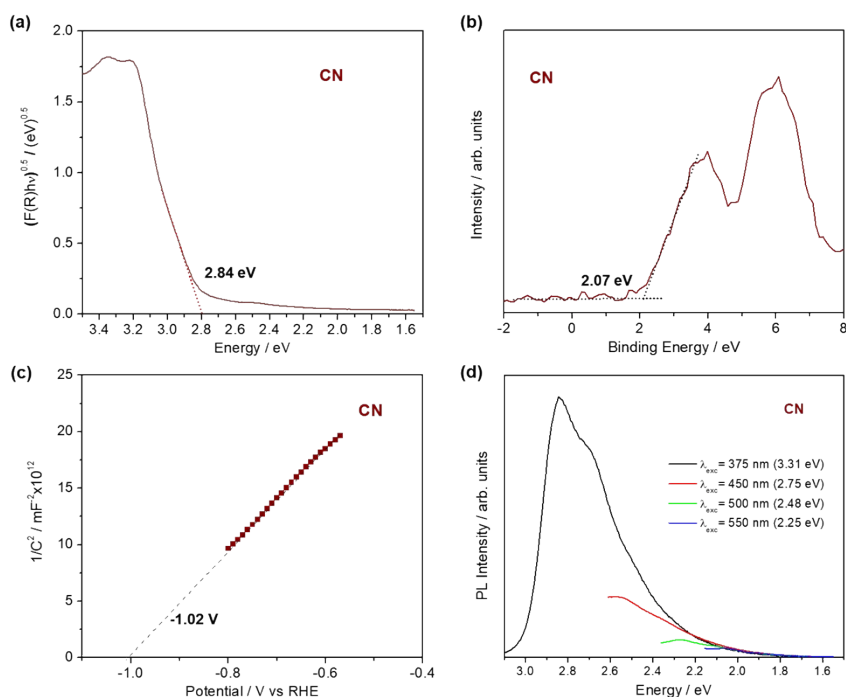 (a)
CN
(F(R)hν)^0.5 / (eV)^0.5
2.0
1.5
1.0
0.5
0.0
2.84 eV
3.4 3.2 3.0 2.8 2.6 2.4 2.2 2.0 1.8 1.6
Energy / eV
(b)
CN
Intensity / arb. units
2.07 eV
-2 0 2 4 6 8
Binding Energy / eV
(c)
CN
1/C² / mF⁻²x10¹²
25
20
15
10
5
0
-1.02 V
-1.0 -0.8 -0.6 -0.4
Potential / V vs RHE
(d)
CN
PL Intensity / arb. units
λexc= 375 nm (3.31 eV)
λexc= 450 nm (2.75 eV)
λexc= 500 nm (2.48 eV)
λexc= 550 nm (2.25 eV)
3.0 2.8 2.6 2.4 2.2 2.0 1.8 1.6
Energy / eV